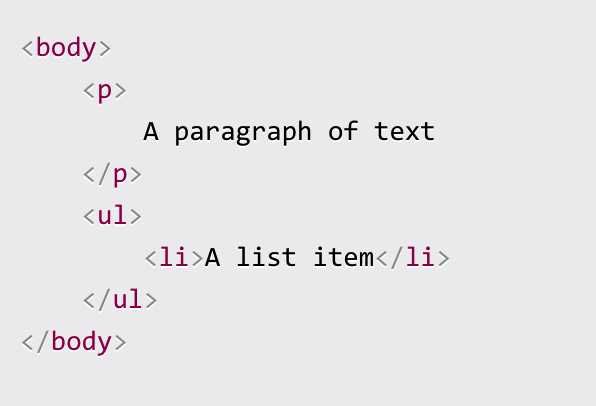 <body>
<p>
A paragraph of text
</p>
<ul>
<li>A list item</li>
</ul>
</body>